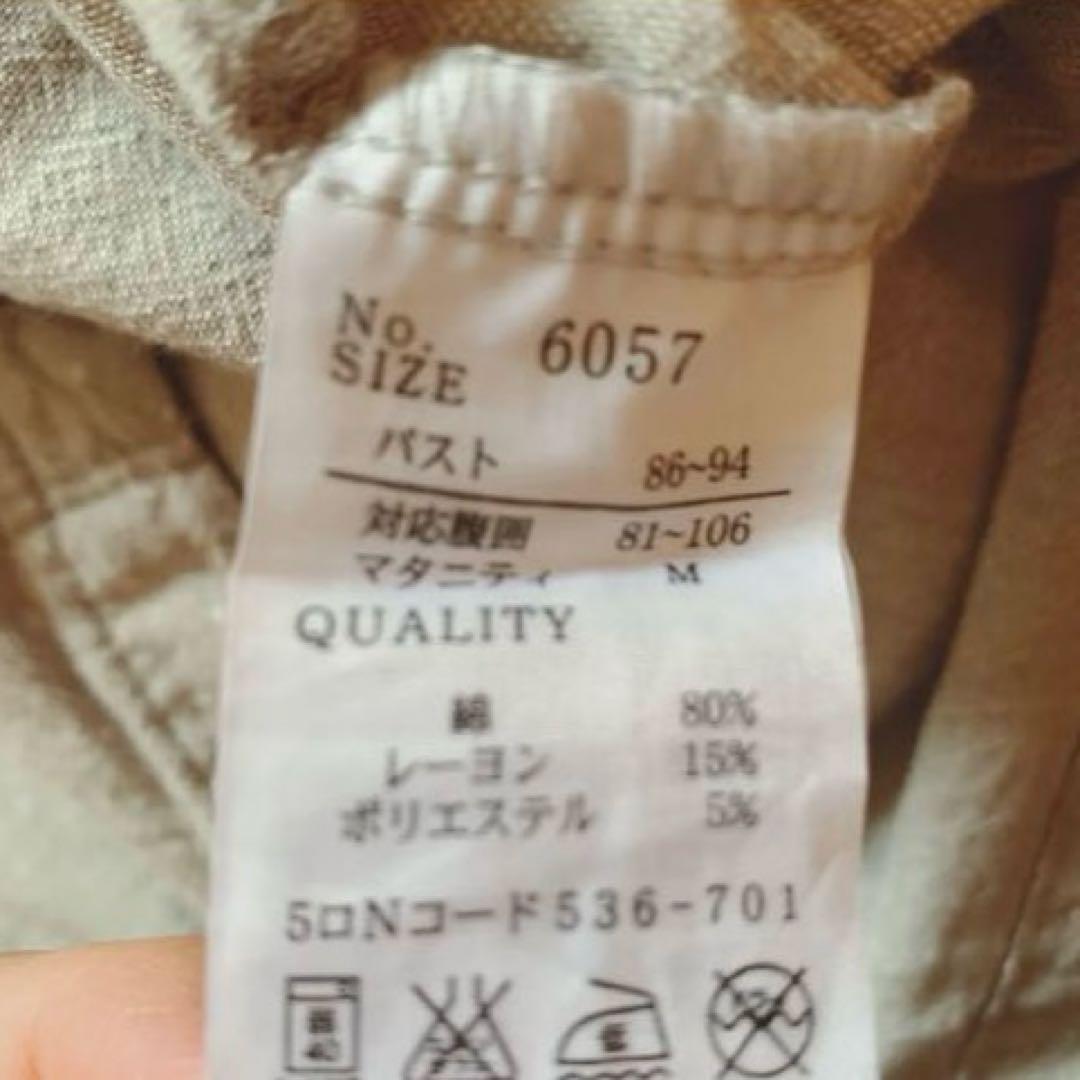 No. 6057
SIZE
バスト 86~94
対応腹囲 81~106
マタニティ M
QUALITY
綿 80%
レーヨン 15%
ポリエステル 5%
5ロNコード536-701
40 低